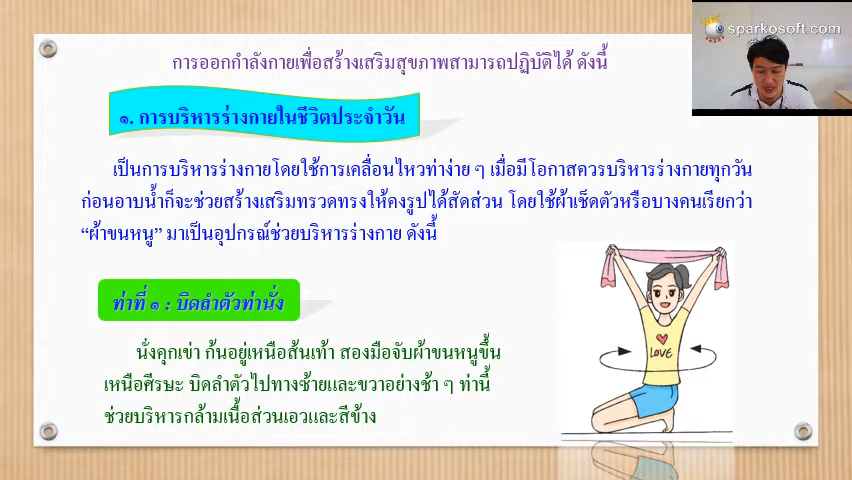 sparkosoft.com
การออกกำลังกายเพื่อสร้างเสริมสุขภาพสามารถปฏิบัติได้ ดังนี้
๑. การบริหารร่างกายในชีวิตประจำวัน
เป็นการบริหารร่างกายโดยใช้การเคลื่อนไหวท่าง่าย ๆ เมื่อมีโอกาสควรบริหารร่างกายทุกวัน
ก่อนอาบน้ำก็จะช่วยสร้างเสริมทรวดทรงให้คงรูปได้สัดส่วน โดยใช้ผ้าเช็ดตัวหรือบางคนเรียกว่า
“ผ้าขนหนู” มาเป็นอุปกรณ์ช่วยบริหารร่างกาย ดังนี้
ท่าที่ ๑ : บิดลำตัวท่านั่ง
นั่งคุกเข่า ก้นอยู่เหนือส้นเท้า สองมือจับผ้าขนหนูขึ้น
เหนือศีรษะ บิดลำตัวไปทางซ้ายและขวาอย่างช้า ๆ ท่านี้
ช่วยบริหารกล้ามเนื้อส่วนเอวและสีข้าง
LOVE